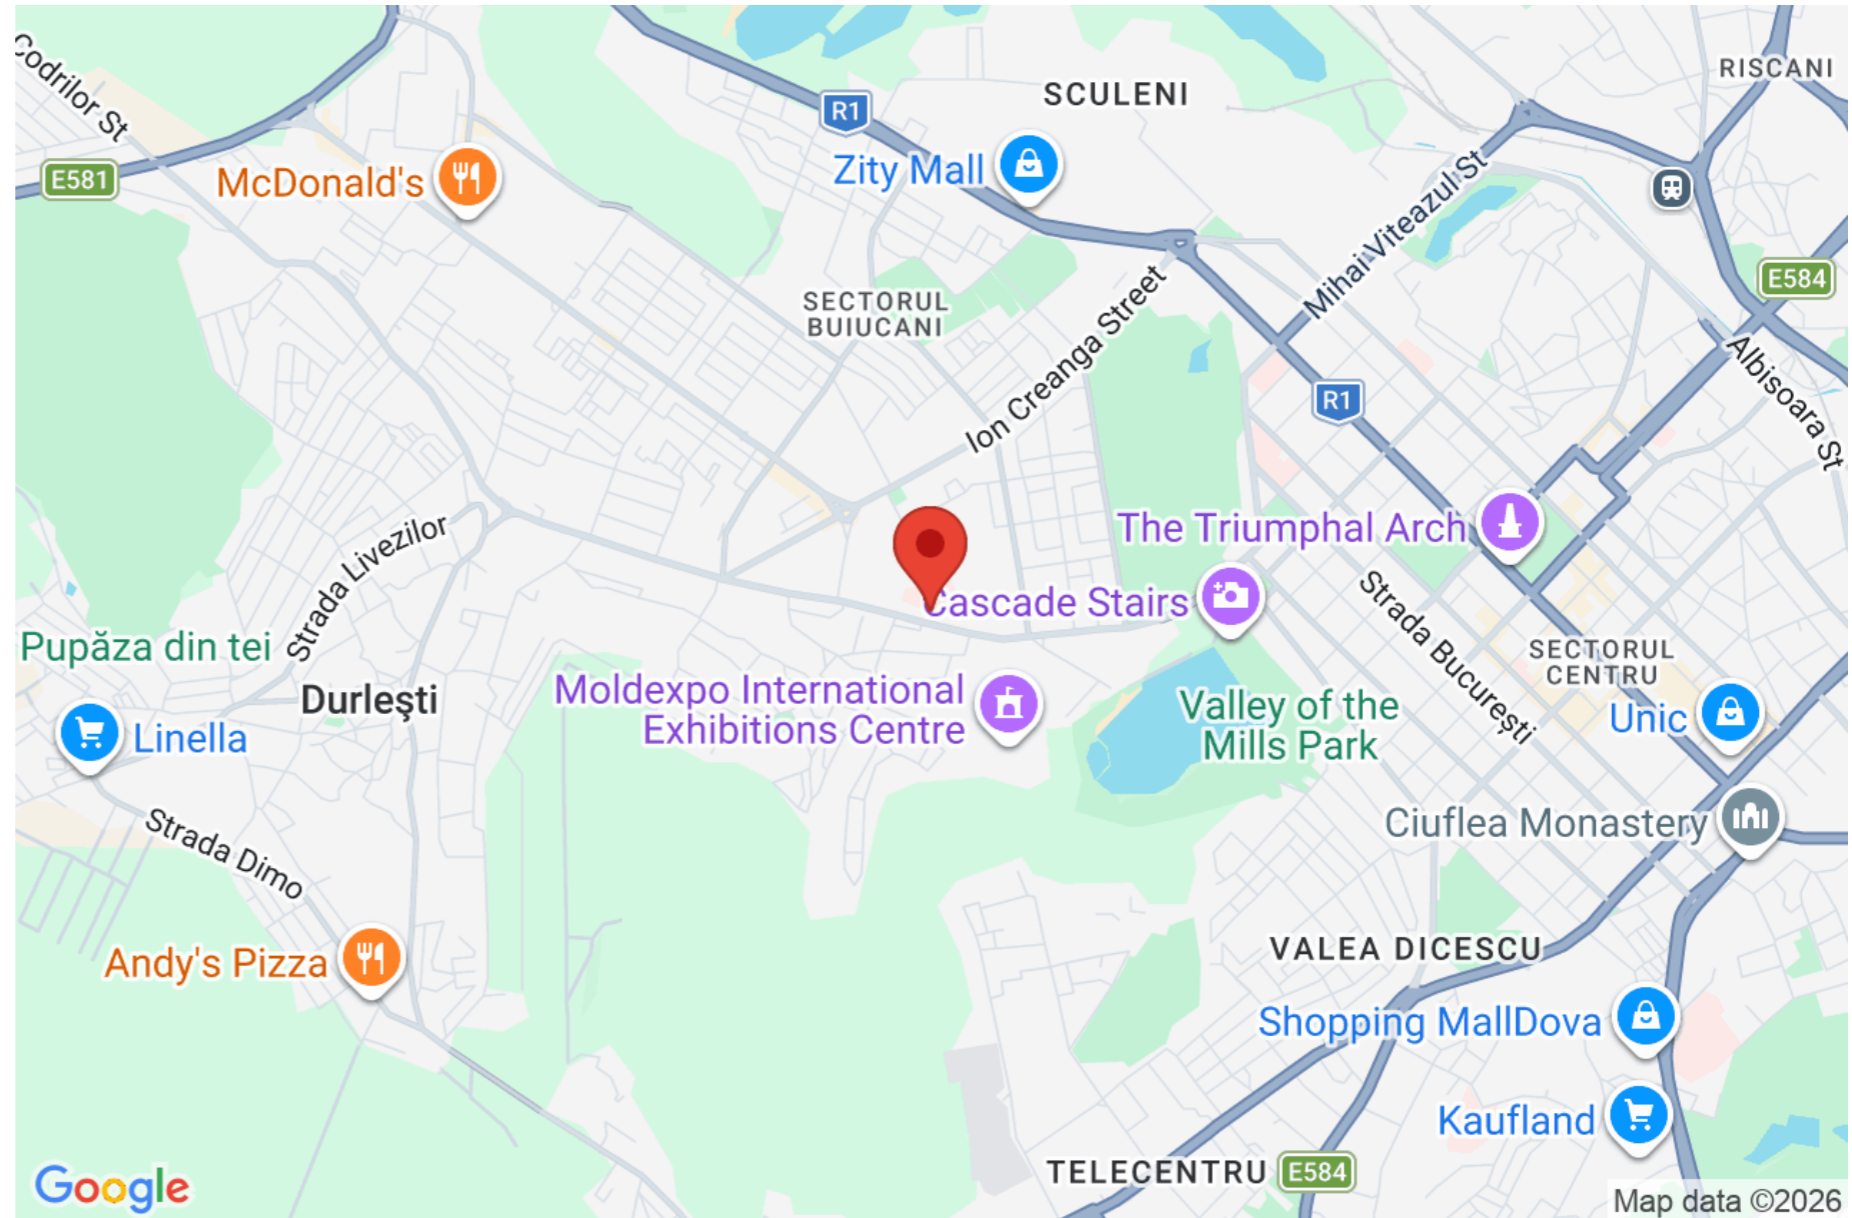 Codrilor St
E581
McDonald's
R1
SCULENI
RISCANI
Zity Mall
Mihai Viteazul St
E584
SECTORUL
BUIUCANI
Ion Creanga Street
R1
Albisoara St
The Triumphal Arch
Strada Livezilor
Cascade Stairs
Strada București
Pupăza din tei
Durleşti
Linella
Moldexpo International
Exhibitions Centre
Valley of the
Mills Park
SECTORUL
CENTRU
Unic
Strada Dimo
Ciuflea Monastery
Andy's Pizza
VALEA DICESCU
Shopping MallDova
Kaufland
TELECENTRU
E584
Google
Map data ©2026